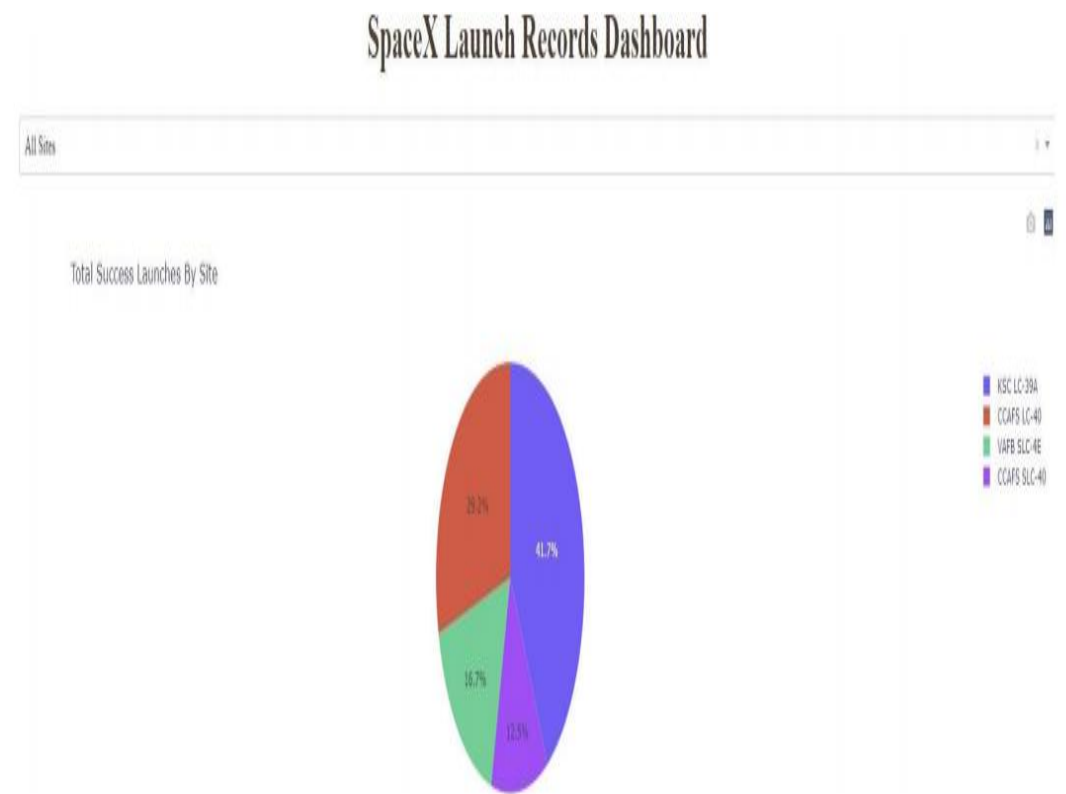 SpaceX Launch Records Dashboard
All Sites
Total Success Launches By Site
KSC LC-39A
CCAFS LC-40
VAFB SLC-4E
CCAFS SLC-40
29.2%
41.7%
16.7%
12.5%